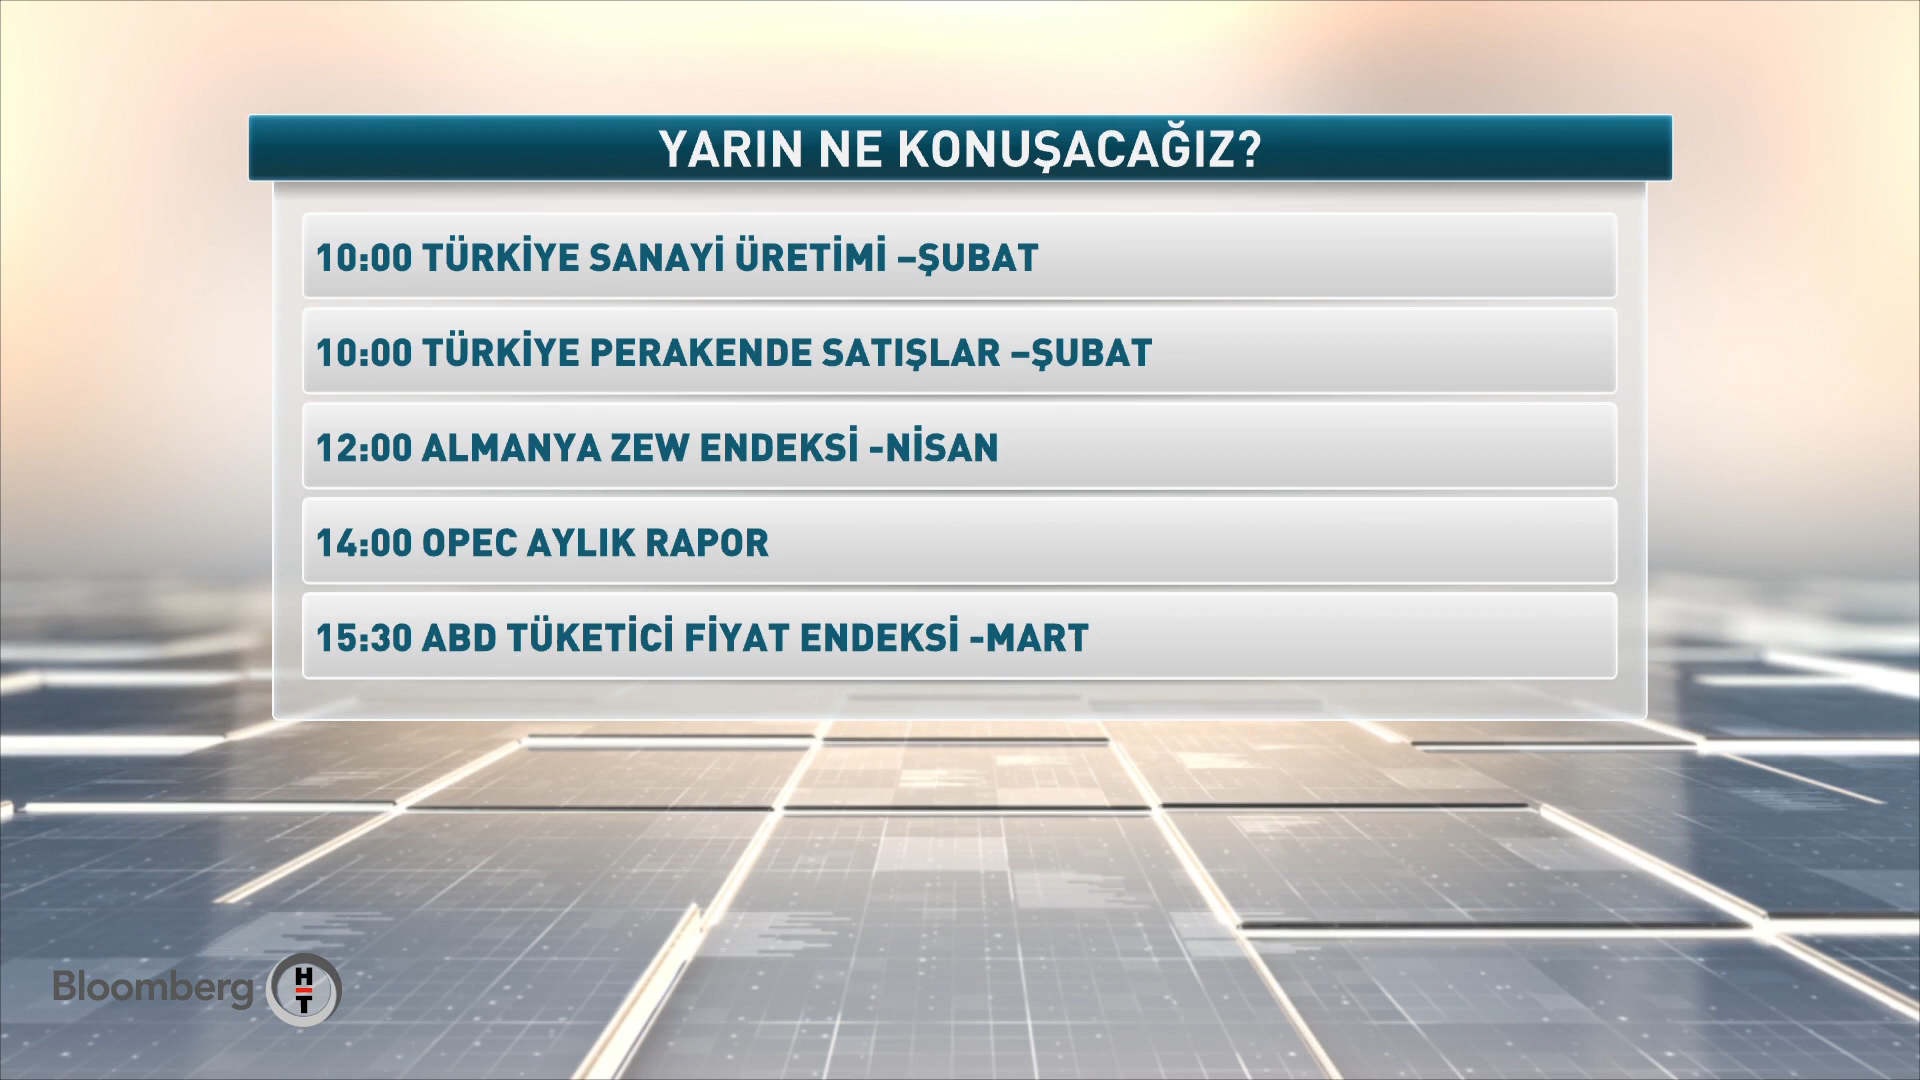 YARIN NE KONUŞACAĞIZ?
10:00 TÜRKİYE SANAYİ ÜRETİMİ –ŞUBAT
10:00 TÜRKİYE PERAKENDE SATIŞLAR –ŞUBAT
12:00 ALMANYA ZEW ENDEKSİ -NİSAN
14:00 OPEC AYLIK RAPOR
15:30 ABD TÜKETİCİ FİYAT ENDEKSİ -MART
Bloomberg HT